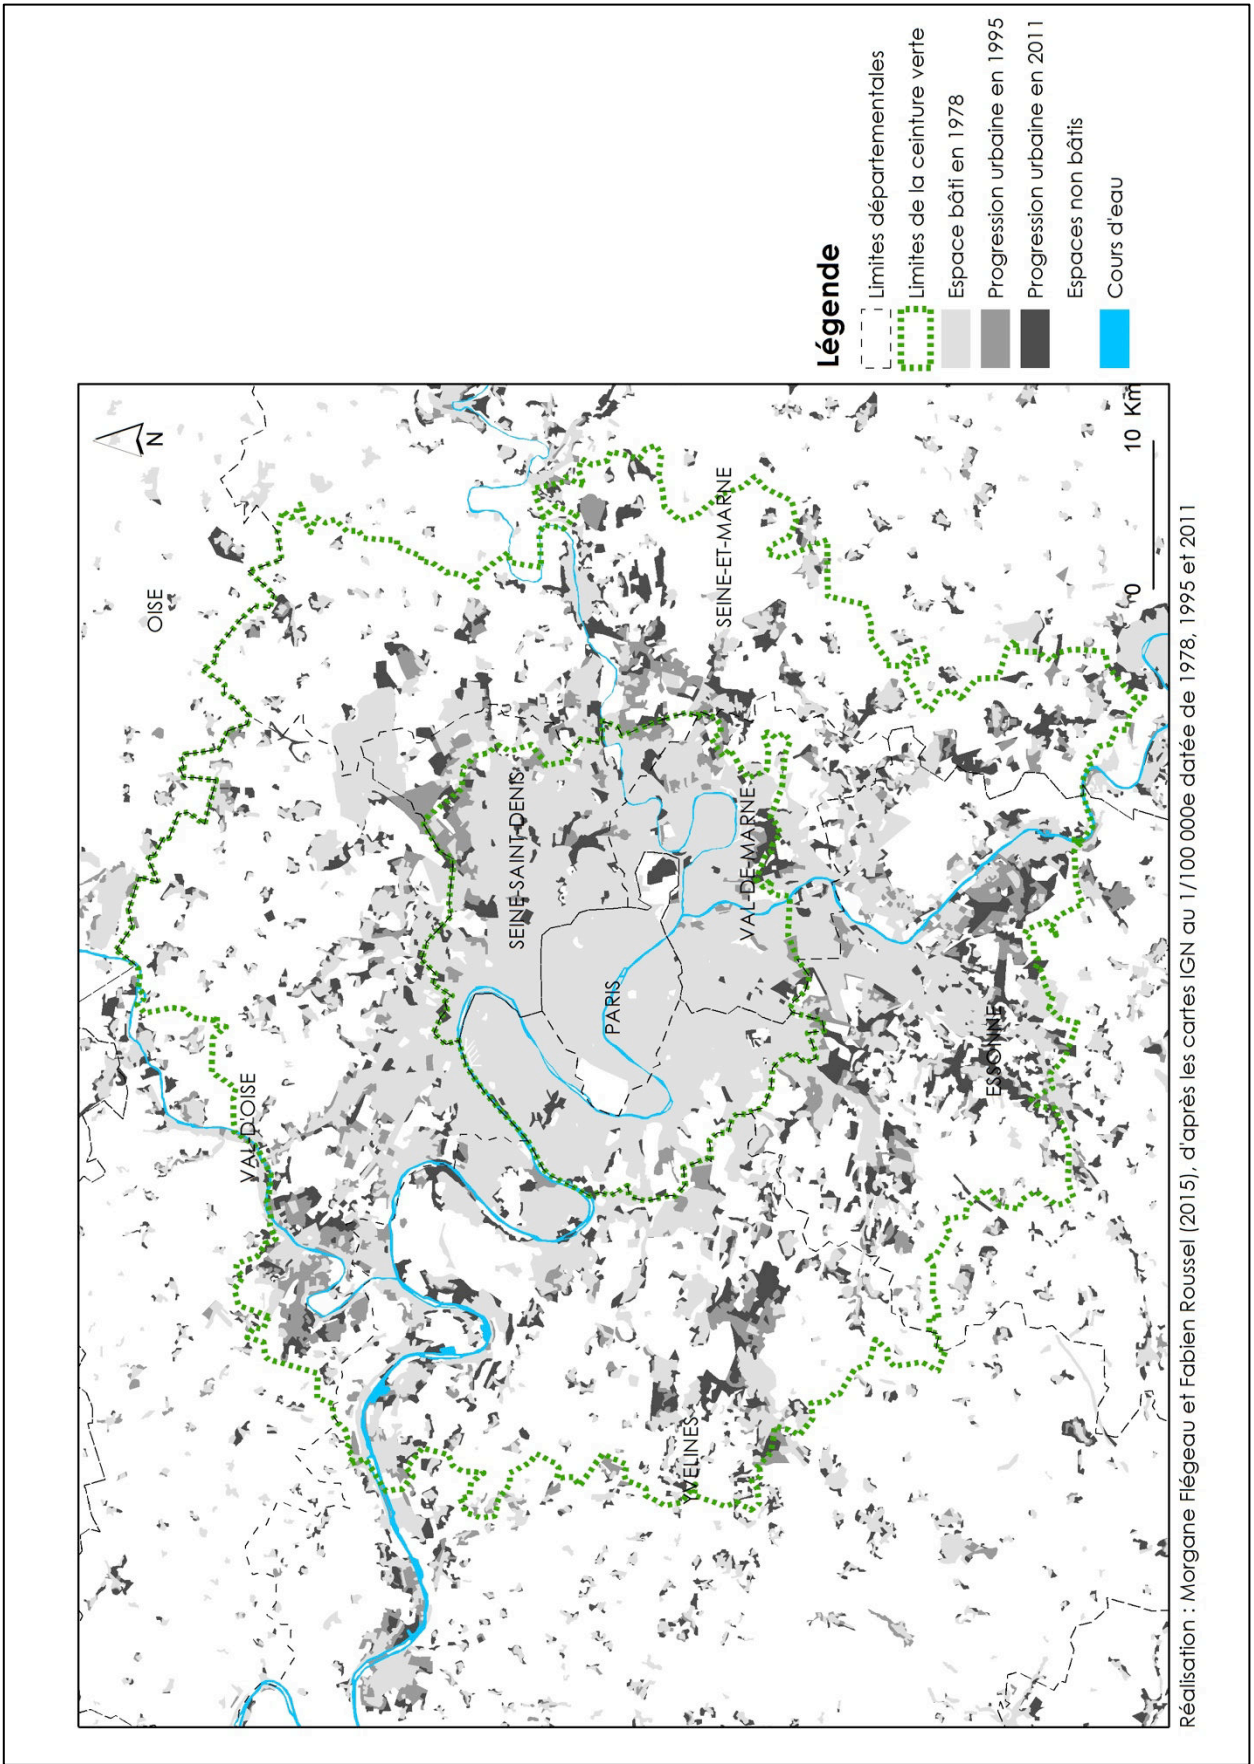 N
OISE
VAL D'OISE
SEINE-SAINT-DENIS
PARIS
SEINE-ET-MARNE
VAL-DE-MARNE
YVELINES
ESSONNE
0 10 Km
Légende
Limites départementales
Limites de la ceinture verte
Espace bâti en 1978
Progression urbaine en 1995
Progression urbaine en 2011
Espaces non bâtis
Cours d'eau
Réalisation : Morgane Flégeau et Fabien Roussel (2015), d'après les cartes IGN au 1/100 000e datée de 1978, 1995 et 2011